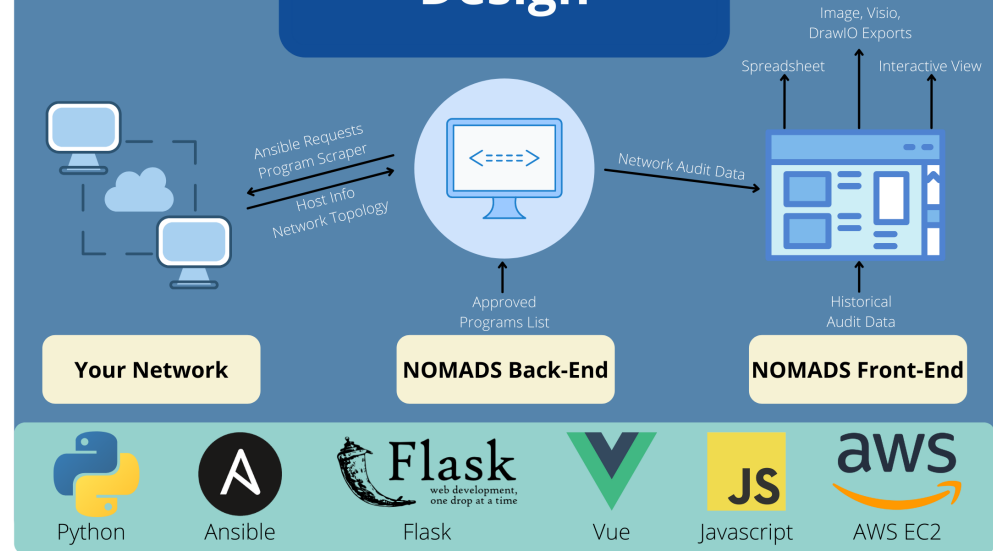 Design
Image, Visio,
DrawIO Exports
Spreadsheet
Interactive View
Ansible Requests
Program Scraper
Host Info
Network Topology
<====>
Network Audit Data
Approved
Programs List
Historical
Audit Data
Your Network
NOMADS Back-End
NOMADS Front-End
Flask
web development,
one drop at a time
JS
aws
Python
Ansible
Flask
Vue
Javascript
AWS EC2